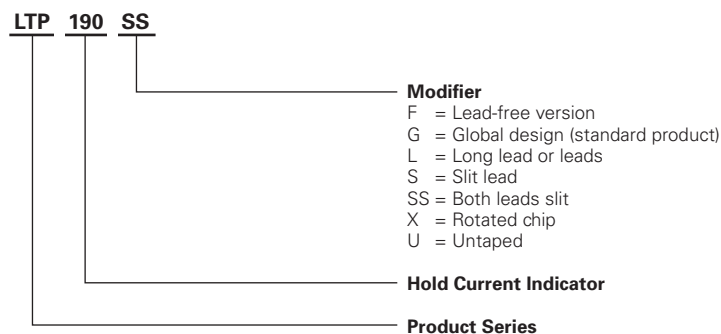 LTP 190 SS
Modifier
F = Lead-free version
G = Global design (standard product)
L = Long lead or leads
S = Slit lead
SS = Both leads slit
X = Rotated chip
U = Untaped
Hold Current Indicator
Product Series